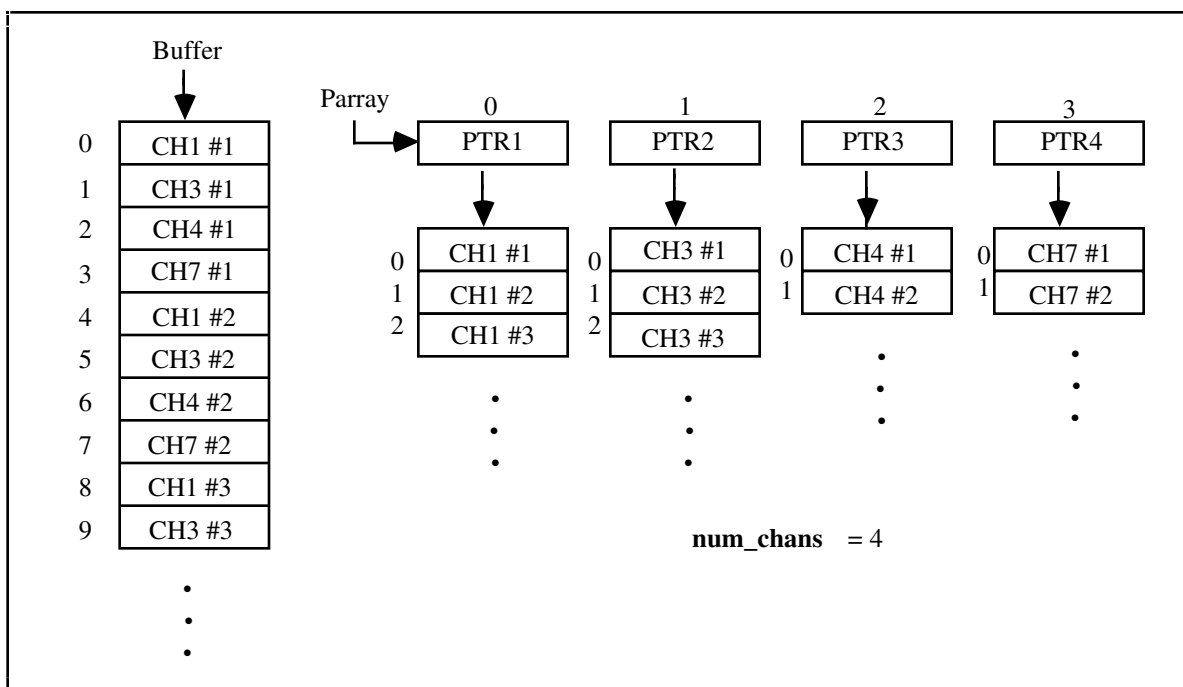 Buffer
0 CH1 #1
1 CH3 #1
2 CH4 #1
3 CH7 #1
4 CH1 #2
5 CH3 #2
6 CH4 #2
7 CH7 #2
8 CH1 #3
9 CH3 #3
Parray
0 1 2 3
PTR1 PTR2 PTR3 PTR4
0 CH1 #1
1 CH1 #2
2 CH1 #3
0 CH3 #1
1 CH3 #2
2 CH3 #3
0 CH4 #1
1 CH4 #2
0 CH7 #1
1 CH7 #2
num_chans = 4